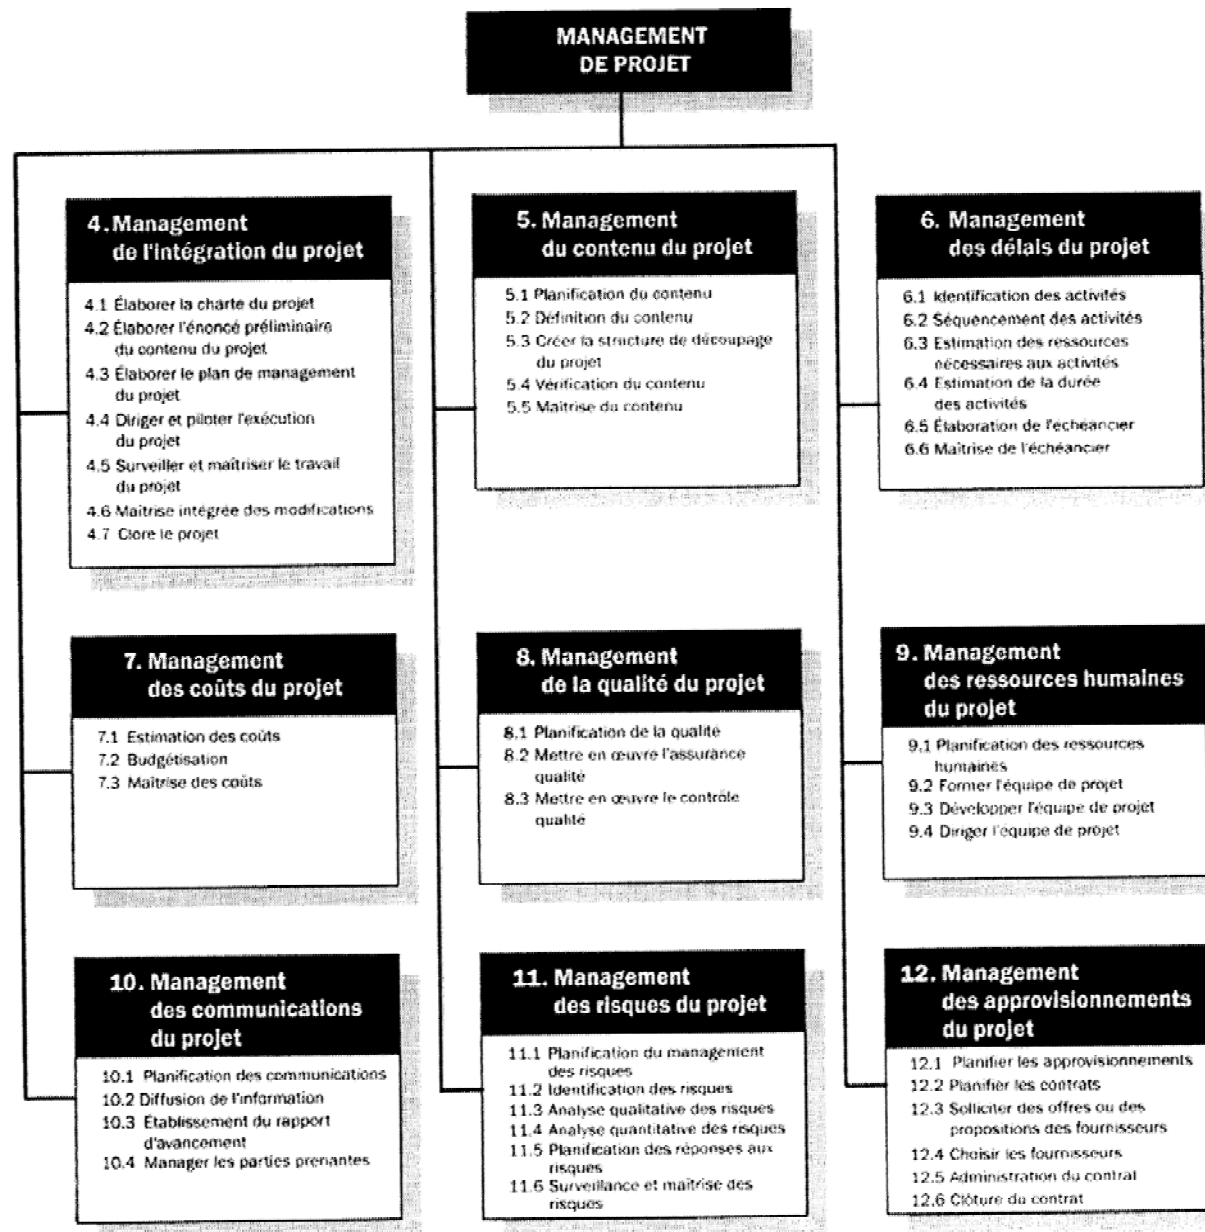 MANAGEMENT
DE PROJET
4. Management
de l'intégration du projet
4.1 Élaborer la charte du projet
4.2 Élaborer l'énoncé préliminaire
du contenu du projet
4.3 Élaborer le plan de management
du projet
4.4 Diriger et piloter l'exécution
du projet
4.5 Surveiller et maîtriser le travail
du projet
4.6 Maîtrise intégrée des modifications
4.7 Clore le projet
5. Management
du contenu du projet
5.1 Planification du contenu
5.2 Définition du contenu
5.3 Créer la structure de découpage
du projet
5.4 Vérification du contenu
5.5 Maîtrise du contenu
6. Management
des délais du projet
6.1 Identification des activités
6.2 Séquencement des activités
6.3 Estimation des ressources
nécessaires aux activités
6.4 Estimation de la durée
des activités
6.5 Élaboration de l'échéancier
6.6 Maîtrise de l'échéancier
7. Management
des coûts du projet
7.1 Estimation des coûts
7.2 Budgétisation
7.3 Maîtrise des coûts
8. Management
de la qualité du projet
8.1 Planification de la qualité
8.2 Mettre en œuvre l'assurance
qualité
8.3 Mettre en œuvre le contrôle
qualité
9. Management
des ressources humaines
du projet
9.1 Planification des ressources
humaines
9.2 Former l'équipe de projet
9.3 Développer l'équipe de projet
9.4 Diriger l'équipe de projet
10. Management
des communications
du projet
10.1 Planification des communications
10.2 Diffusion de l'information
10.3 Établissement du rapport
d'avancement
10.4 Manager les parties prenantes
11. Management
des risques du projet
11.1 Planification du management
des risques
11.2 Identification des risques
11.3 Analyse qualitative des risques
11.4 Analyse quantitative des risques
11.5 Planification des réponses aux
risques
11.6 Surveillance et maîtrise des
risques
12. Management
des approvisionnements
du projet
12.1 Planifier les approvisionnements
12.2 Planifier les contrats
12.3 Solliciter des offres ou des
propositions des fournisseurs
12.4 Choisir les fournisseurs
12.5 Administration du contrat
12.6 Clôture du contrat